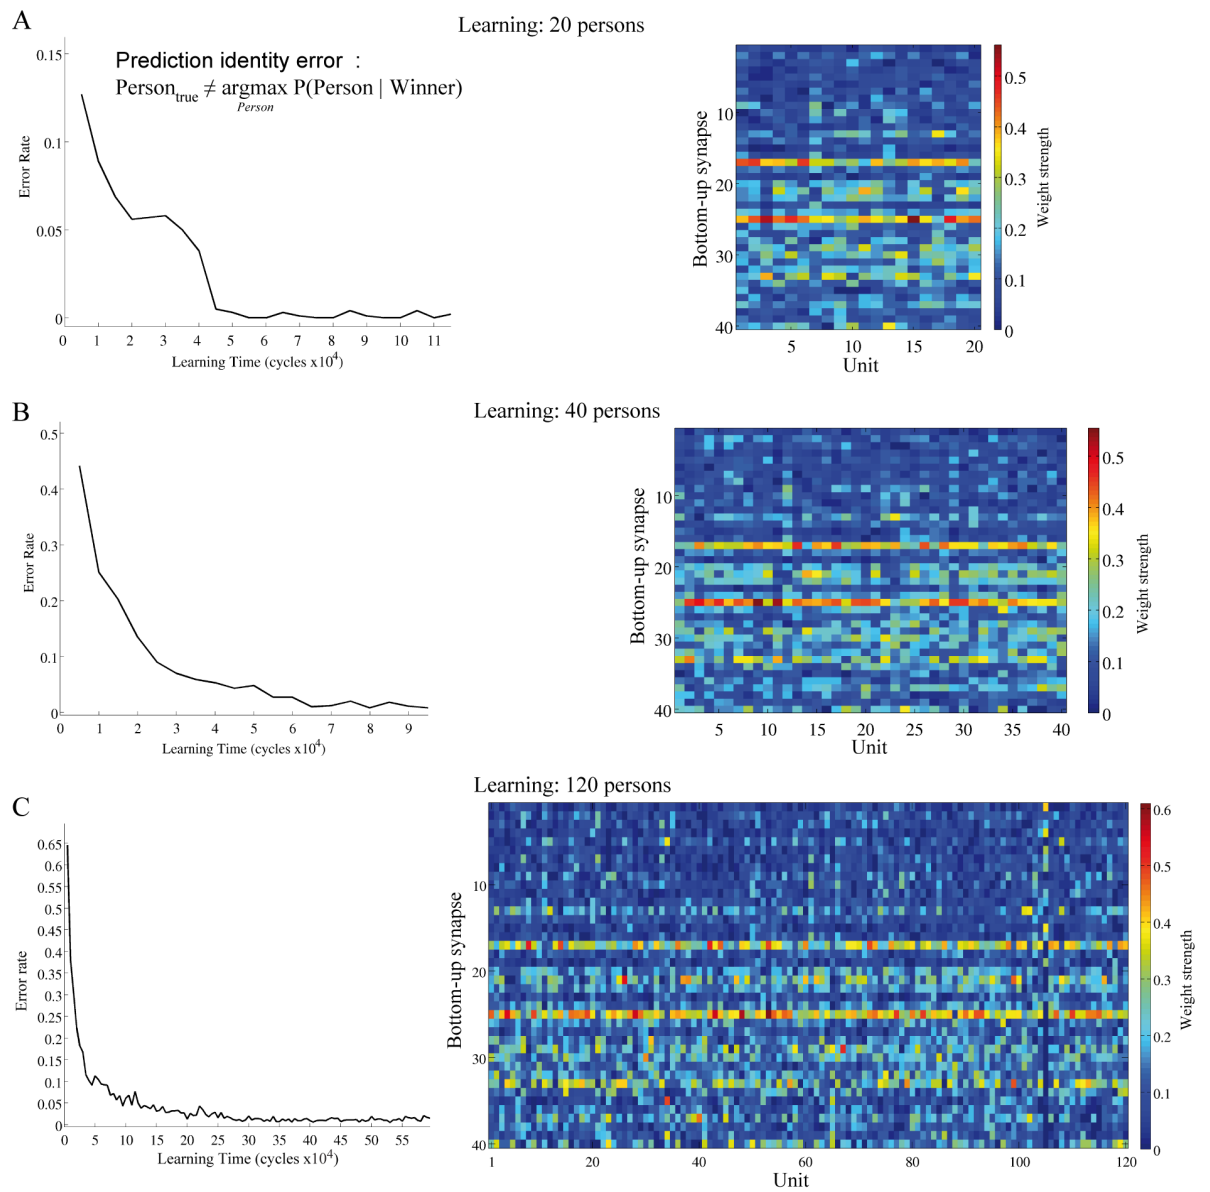 A
Learning: 20 persons
Prediction identity error :
Person_true ≠ argmax P(Person | Winner)
Person
0.15
0.1
0.05
0
Error Rate
0 1 2 3 4 5 6 7 8 9 10 11
Learning Time (cycles x10^4)
Bottom-up synapse
10
20
30
40
5 10 15 20
Unit
0.5
0.4
0.3
0.2
0.1
0
Weight strength
B
Learning: 40 persons
0.5
0.4
0.3
0.2
0.1
0
Error Rate
0 1 2 3 4 5 6 7 8 9
Learning Time (cycles x10^4)
Bottom-up synapse
10
20
30
40
5 10 15 20 25 30 35 40
Unit
0.5
0.4
0.3
0.2
0.1
0
Weight strength
C
Learning: 120 persons
0.65
0.6
0.55
0.5
0.45
0.4
0.35
0.3
0.25
0.2
0.15
0.1
0.05
0
Error rate
0 5 10 15 20 25 30 35 40 45 50 55
Learning Time (cycles x10^4)
Bottom-up synapse
10
20
30
40
1 20 40 60 80 100 120
Unit
0.6
0.5
0.4
0.3
0.2
0.1
0
Weight strength